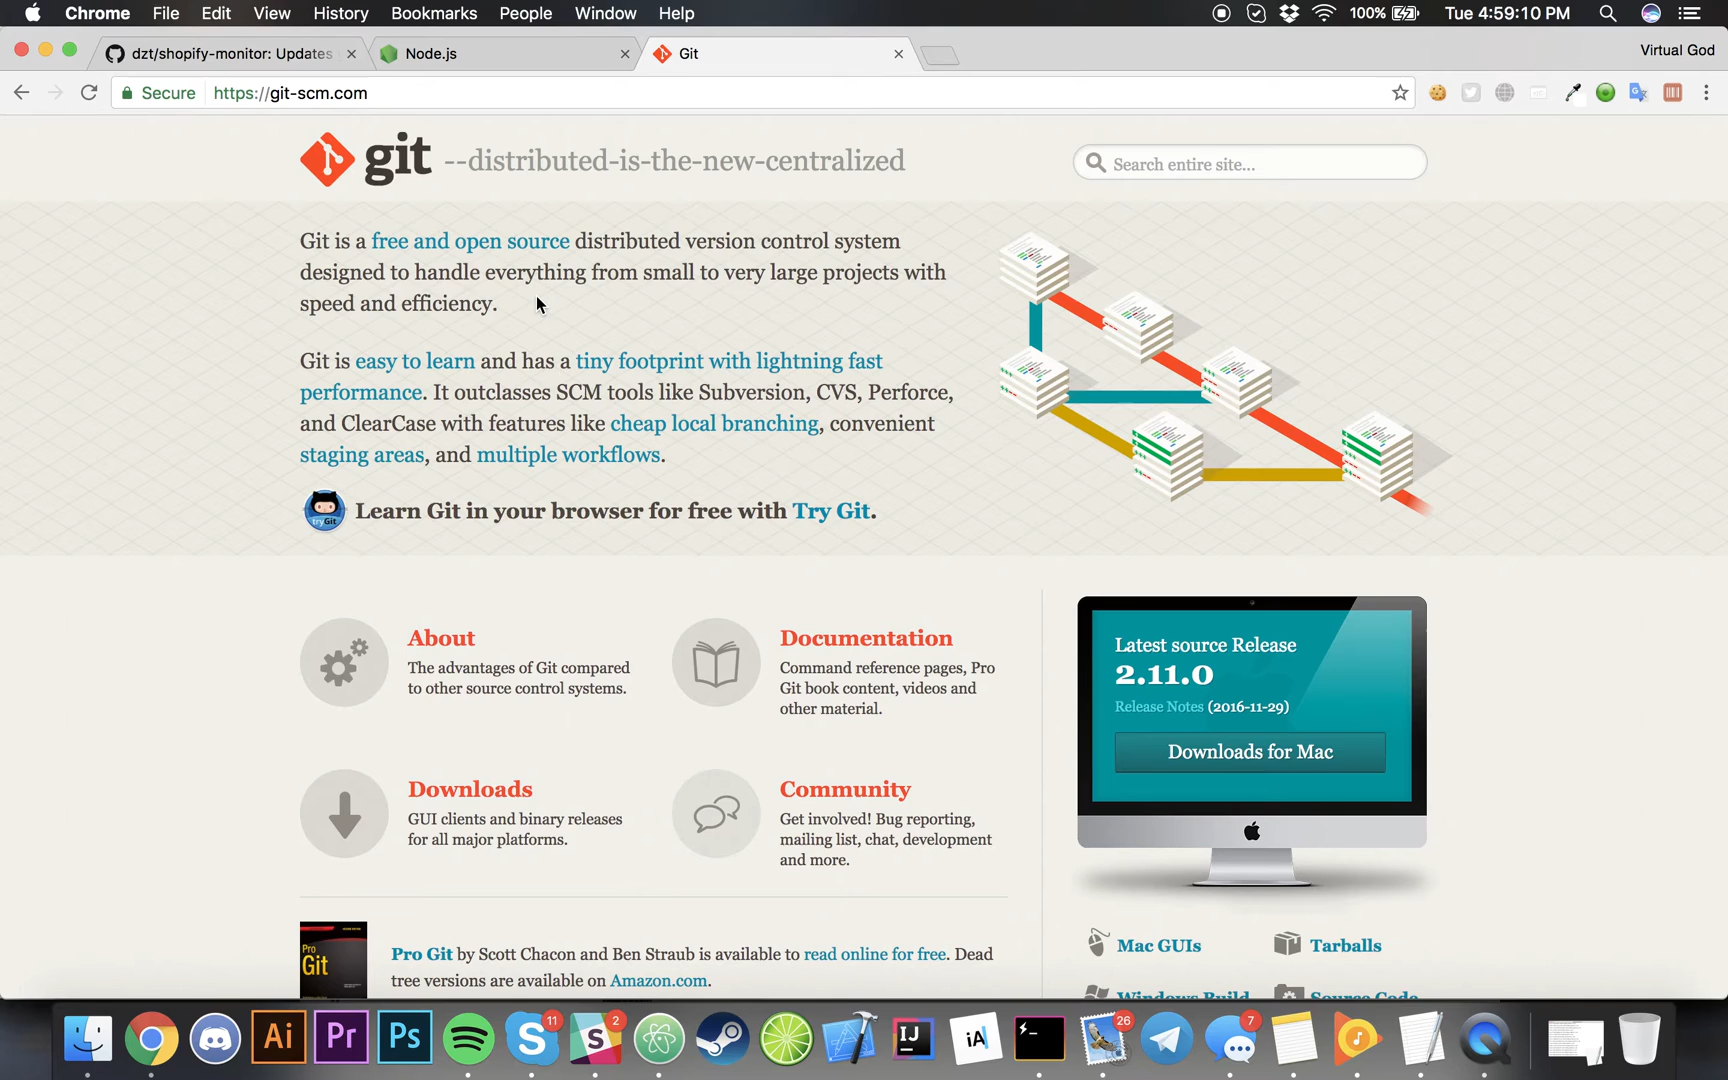 Chrome File Edit View History Bookmarks People Window Help 100% Tue 4:59:10 PM
dzt/shopify-monitor: Updates Node.js Git Virtual God
Secure https://git-scm.com
git --distributed-is-the-new-centralized
Search entire site...
Git is a free and open source distributed version control system
designed to handle everything from small to very large projects with
speed and efficiency.
Git is easy to learn and has a tiny footprint with lightning fast
performance. It outclasses SCM tools like Subversion, CVS, Perforce,
and ClearCase with features like cheap local branching, convenient
staging areas, and multiple workflows.
tryGit
Learn Git in your browser for free with Try Git.
About
The advantages of Git compared
to other source control systems.
Documentation
Command reference pages, Pro
Git book content, videos and
other material.
Downloads
GUI clients and binary releases
for all major platforms.
Community
Get involved! Bug reporting,
mailing list, chat, development
and more.
Latest source Release
2.11.0
Release Notes (2016-11-29)
Downloads for Mac
Pro
Git
Pro Git by Scott Chacon and Ben Straub is available to read online for free. Dead
tree versions are available on Amazon.com.
Mac GUIs
Tarballs
Windows Build
Source Code
Ai Pr Ps 11 2 IJ iA 26 7